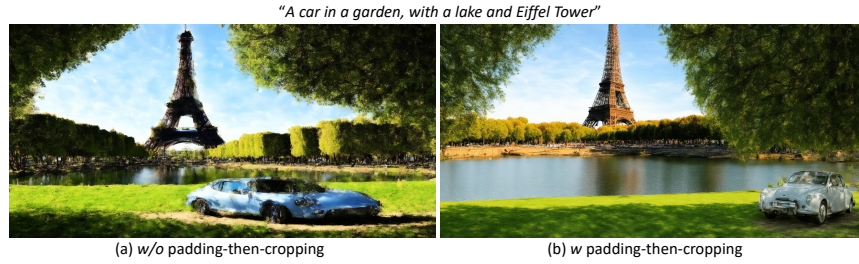 “A car in a garden, with a lake and Eiffel Tower”
(a) w/o padding-then-cropping
(b) w padding-then-cropping